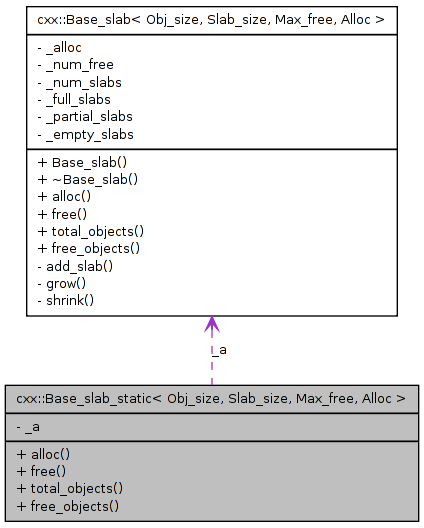 cxx::Base_slab< Obj_size, Slab_size, Max_free, Alloc >
- _alloc
- _num_free
- _num_slabs
- _full_slabs
- _partial_slabs
- _empty_slabs
+ Base_slab()
+ ~Base_slab()
+ alloc()
+ free()
+ total_objects()
+ free_objects()
- add_slab()
- grow()
- shrink()
_a
cxx::Base_slab_static< Obj_size, Slab_size, Max_free, Alloc >
- _a
+ alloc()
+ free()
+ total_objects()
+ free_objects()